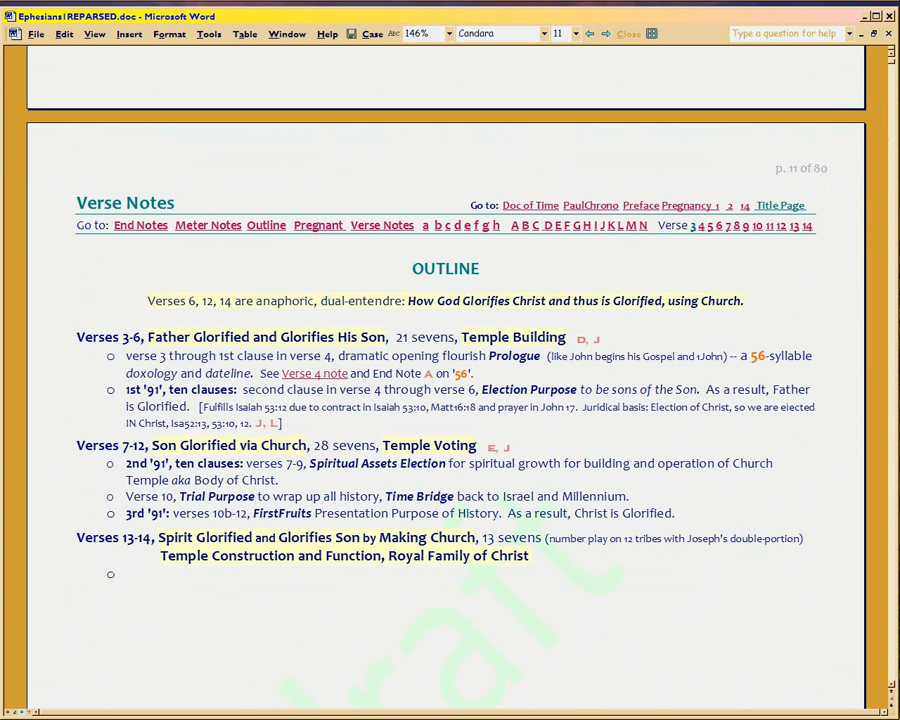 Ephesians1REPARSED.doc - Microsoft Word
File Edit View Insert Format Tools Table Window Help Case ABC 146% Candara 11 Close Type a question for help
p. 11 of 80
Verse Notes Go to: Doc of Time PaulChrono Preface Pregnancy 1 2 14 Title Page
Go to: End Notes Meter Notes Outline Pregnant Verse Notes a b c d e f g h A B C D E F G H I J K L M N Verse 3 4 5 6 7 8 9 10 11 12 13 14
OUTLINE
Verses 6, 12, 14 are anaphoric, dual-entendre: How God Glorifies Christ and thus is Glorified, using Church.
Verses 3-6, Father Glorified and Glorifies His Son, 21 sevens, Temple Building D, J
o verse 3 through 1st clause in verse 4, dramatic opening flourish Prologue (like John begins his Gospel and 1John) -- a 56-syllable
doxology and dateline. See Verse 4 note and End Note A on '56'.
o 1st '91', ten clauses: second clause in verse 4 through verse 6, Election Purpose to be sons of the Son. As a result, Father
is Glorified. [Fulfills Isaiah 53:12 due to contract in Isaiah 53:10, Matt16:18 and prayer in John 17. Juridical basis: Election of Christ, so we are elected
IN Christ, Isa52:13, 53:10, 12. J, L]
Verses 7-12, Son Glorified via Church, 28 sevens, Temple Voting E, J
o 2nd '91', ten clauses: verses 7-9, Spiritual Assets Election for spiritual growth for building and operation of Church
Temple aka Body of Christ.
o Verse 10, Trial Purpose to wrap up all history, Time Bridge back to Israel and Millennium.
o 3rd '91': verses 10b-12, FirstFruits Presentation Purpose of History. As a result, Christ is Glorified.
Verses 13-14, Spirit Glorified and Glorifies Son by Making Church, 13 sevens (number play on 12 tribes with Joseph's double-portion)
Temple Construction and Function, Royal Family of Christ
o
draft